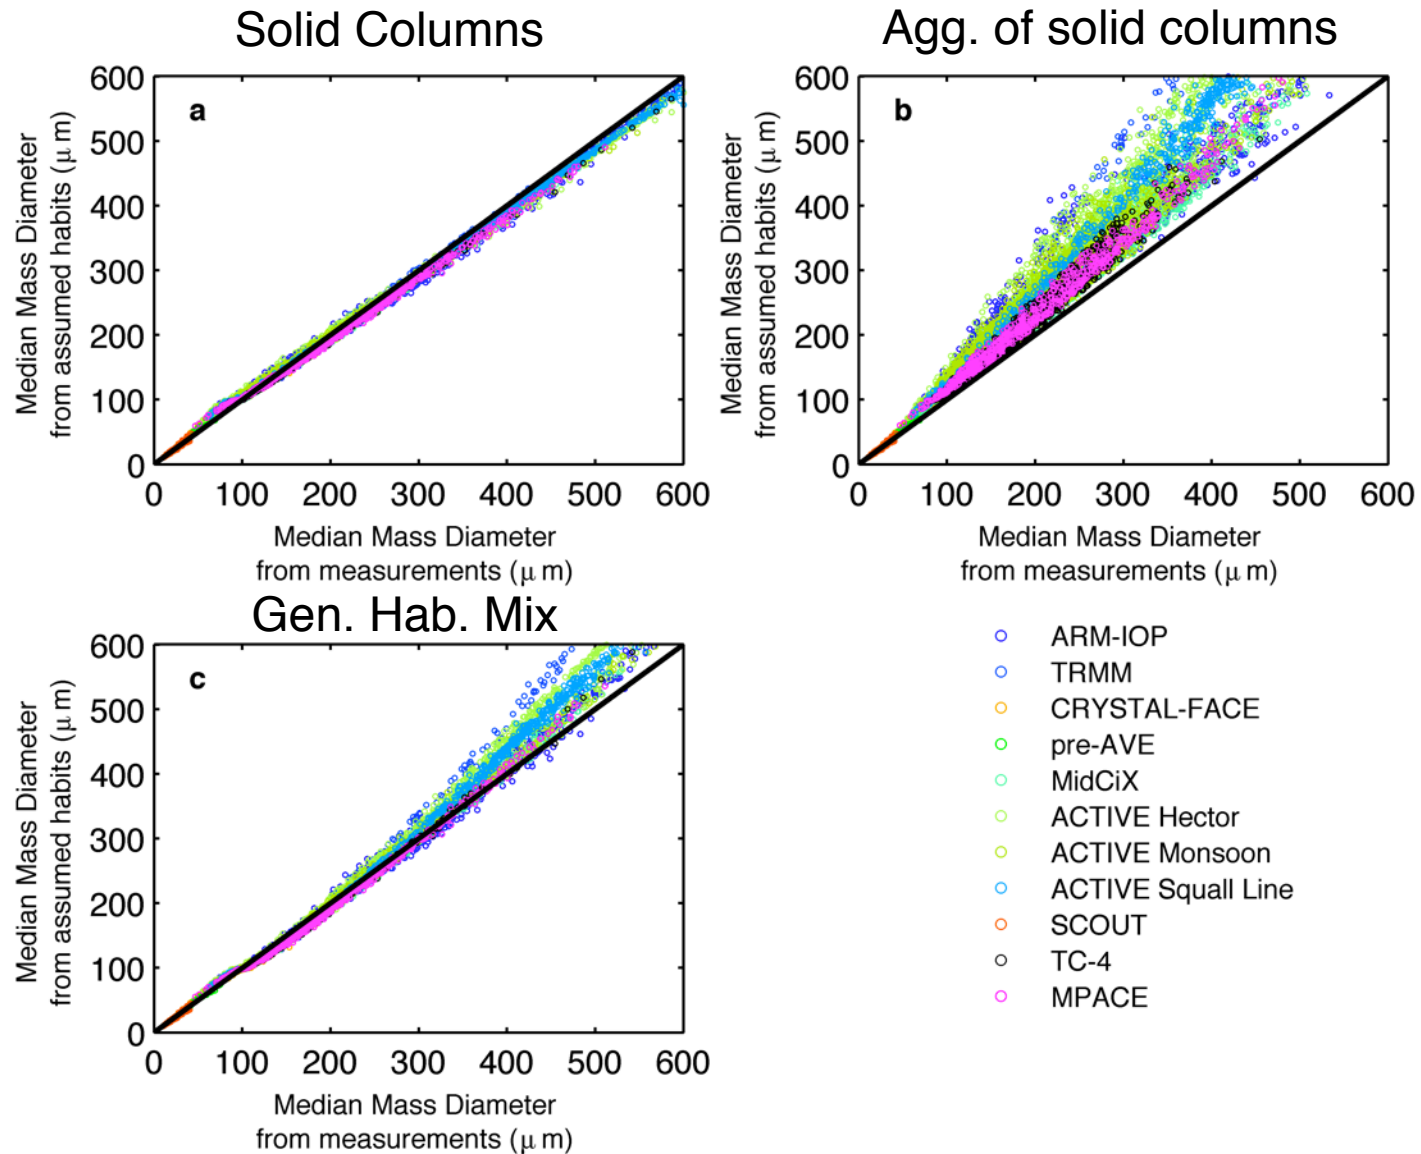 Solid Columns
Agg. of solid columns
600
500
400
300
200
100
0
a
0 100 200 300 400 500 600
Median Mass Diameter
from assumed habits (μ m)
Median Mass Diameter
from measurements (μ m)
600
500
400
300
200
100
0
b
0 100 200 300 400 500 600
Median Mass Diameter
from assumed habits (μ m)
Median Mass Diameter
from measurements (μ m)
Gen. Hab. Mix
600
500
400
300
200
100
0
c
0 100 200 300 400 500 600
Median Mass Diameter
from assumed habits (μ m)
Median Mass Diameter
from measurements (μ m)
ARM-IOP
TRMM
CRYSTAL-FACE
pre-AVE
MidCiX
ACTIVE Hector
ACTIVE Monsoon
ACTIVE Squall Line
SCOUT
TC-4
MPACE